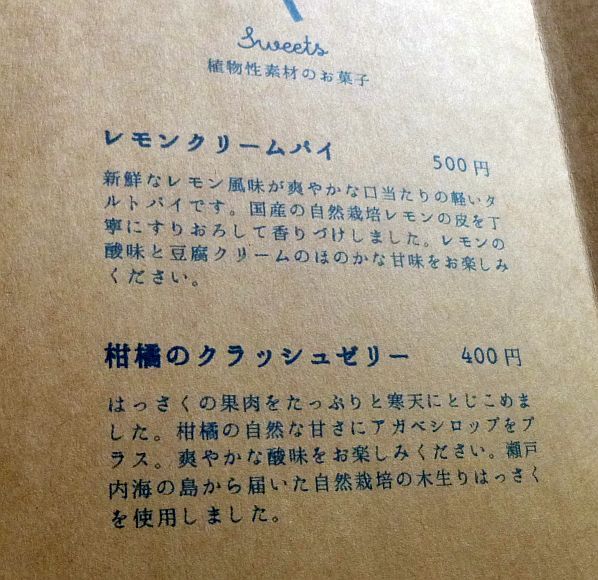 Sweets
植物性素材のお菓子
レモンクリームパイ 500円
新鮮なレモン風味が爽やかな口当たりの軽いタ
ルトパイです。国産の自然栽培レモンの皮を丁
寧にすりおろして香りづけしました。レモンの
酸味と豆腐クリームのほのかな甘味をお楽しみ
ください。
柑橘のクラッシュゼリー 400円
はっさくの果肉をたっぷりと寒天にとじこめま
した。柑橘の自然な甘さにアガベシロップをプ
ラス。爽やかな酸味をお楽しみください。瀬戸
内海の島から届いた自然栽培の木生りはっさく
を使用しました。